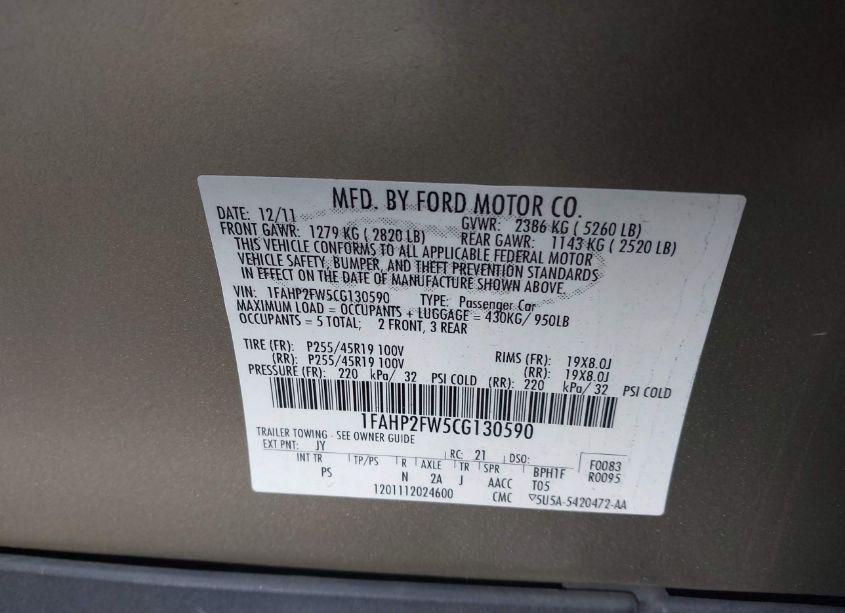 MFD. BY FORD MOTOR CO.
DATE: 12/11 GVWR: 2386 KG ( 5260 LB)
FRONT GAWR: 1279 KG ( 2820 LB) REAR GAWR: 1143 KG ( 2520 LB)
THIS VEHICLE CONFORMS TO ALL APPLICABLE FEDERAL MOTOR
VEHICLE SAFETY, BUMPER, AND THEFT PREVENTION STANDARDS
IN EFFECT ON THE DATE OF MANUFACTURE SHOWN ABOVE.
VIN: 1FAHP2FW5CG130590 TYPE: Passenger Car
MAXIMUM LOAD = OCCUPANTS + LUGGAGE = 430KG/ 950LB
OCCUPANTS = 5 TOTAL; 2 FRONT, 3 REAR
TIRE (FR): P255/45R19 100V RIMS (FR): 19X8.0J
(RR): P255/45R19 100V (RR): 19X8.0J
PRESSURE (FR): 220 kPa/ 32 PSI COLD (RR): 220 kPa/ 32 PSI COLD
1FAHP2FW5CG130590
TRAILER TOWING - SEE OWNER GUIDE
EXT PNT: JY RC: 21 DSO: F0083
INT TR TP/PS R AXLE TR SPR BPH1F R0095
PS N 2A J AACC T05
1201112024600 CMC ▽5U5A-5420472-AA